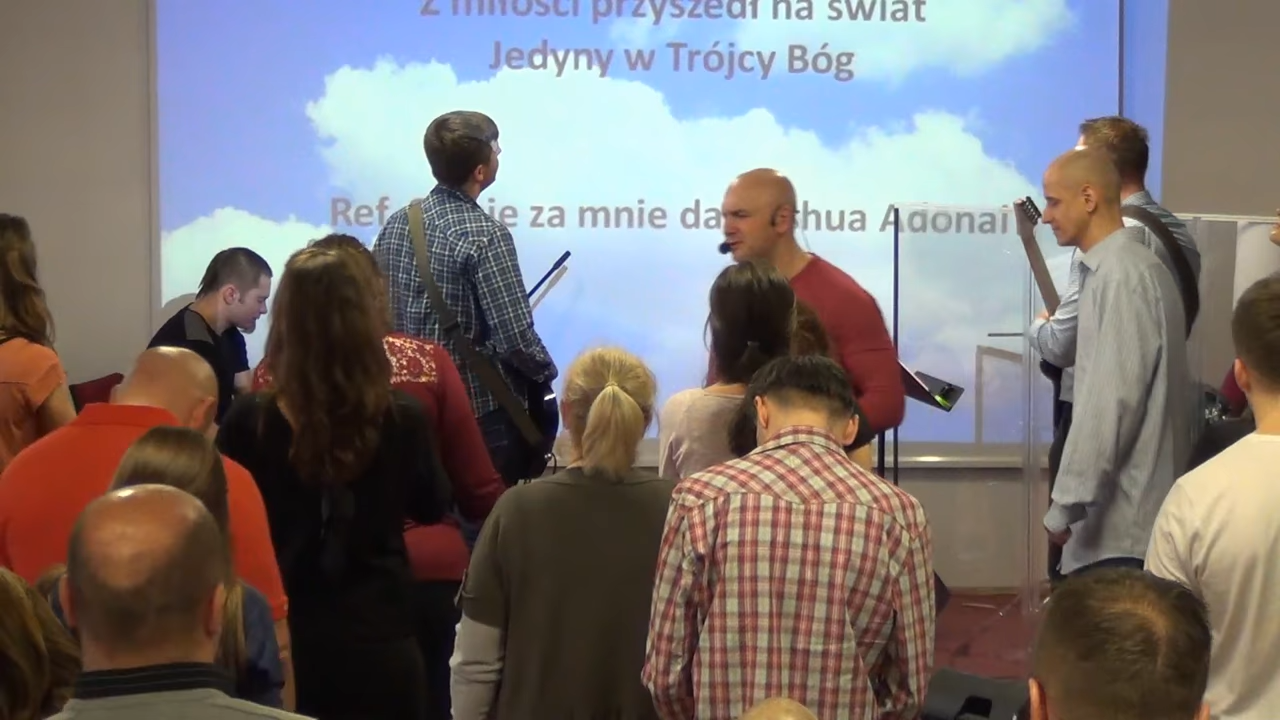 Z miłości przyszedł na świat
Jedyny w Trójcy Bóg
Ref za mnie Adonai